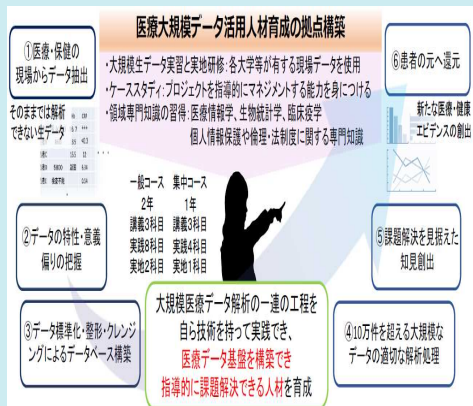 医療大規模データ活用人材育成の拠点構築
・大規模生データ実習と実地研修：各大学等が有する現場データを使用
・ケーススタディ：プロジェクトを指導的にマネジメントする能力を身につける
・領域専門知識の習得：医療情報学、生物統計学、臨床疫学
個人情報保護や倫理・法制度に関する専門知識
①医療・保健の
現場からデータ抽出
そのままでは解析
できない生データ
②データの特性・意義
偏りの把握
③データ標準化・整形・クレンジ
ングによるデータベース構築
一般コース 集中コース
2年 1年
講義3科目 講義3科目
実践8科目 実践4科目
実地2科目 実地1科目
大規模医療データ解析の一連の工程を
自ら技術を持って実践でき、
医療データ基盤を構築でき
指導的に課題解決できる人材を育成
④10万件を超える大規模な
データの適切な解析処理
⑤課題解決を見据えた
知見創出
⑥患者の元へ還元
新たな医療・健康
エビデンスの創出